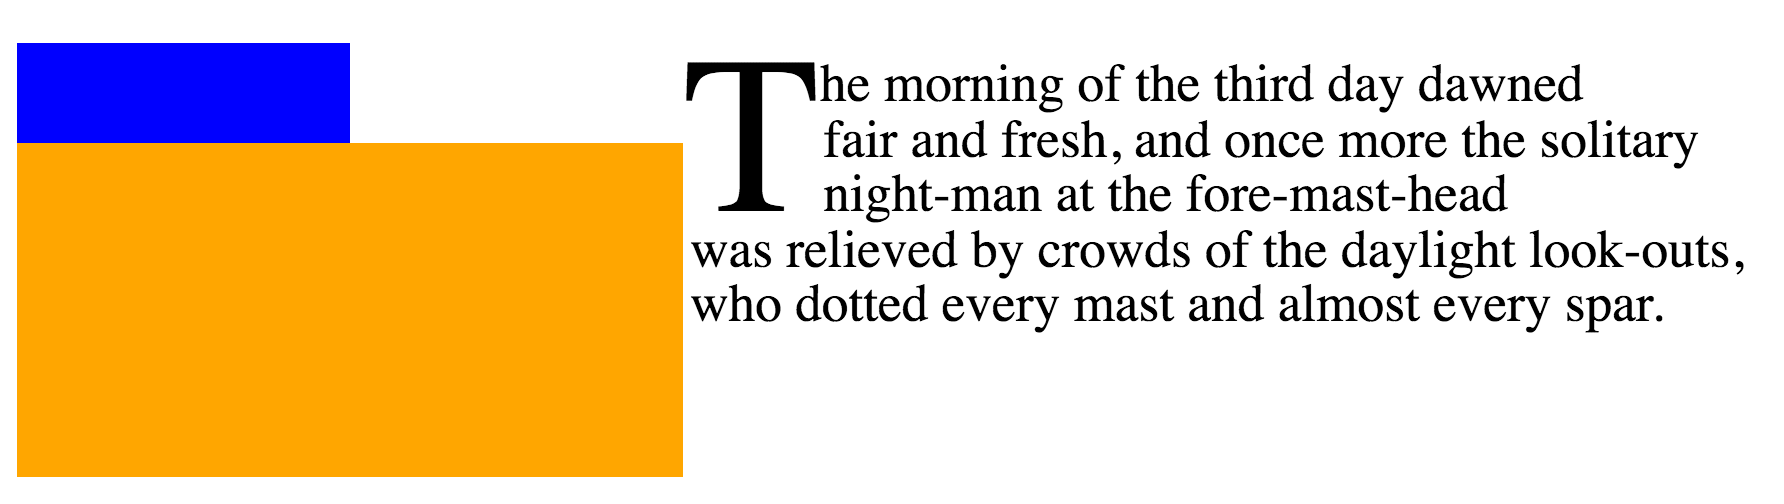 The morning of the third day dawned
fair and fresh, and once more the solitary
night-man at the fore-mast-head
was relieved by crowds of the daylight look-outs,
who dotted every mast and almost every spar.